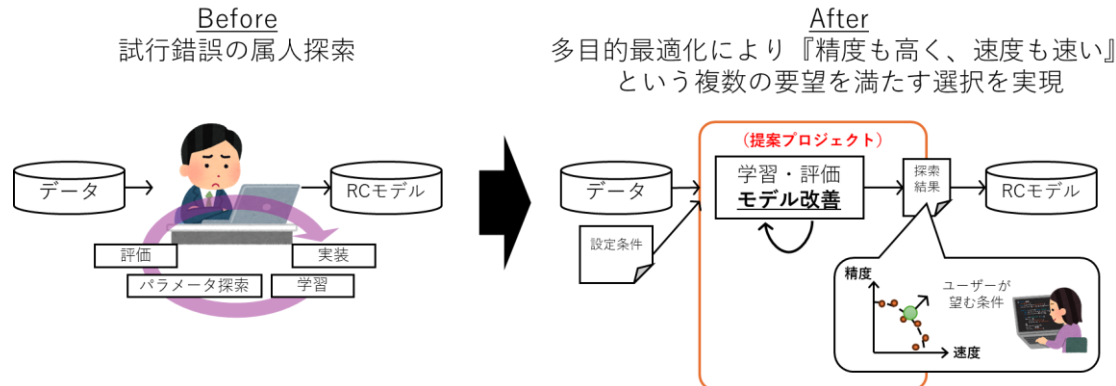 Before
試行錯誤の属人探索
データ
RCモデル
評価
実装
パラメータ探索
学習
After
多目的最適化により『精度も高く、速度も速い』
という複数の要望を満たす選択を実現
(提案プロジェクト)
データ
設定条件
学習・評価
モデル改善
探索
結果
RCモデル
精度
ユーザーが
望む条件
速度